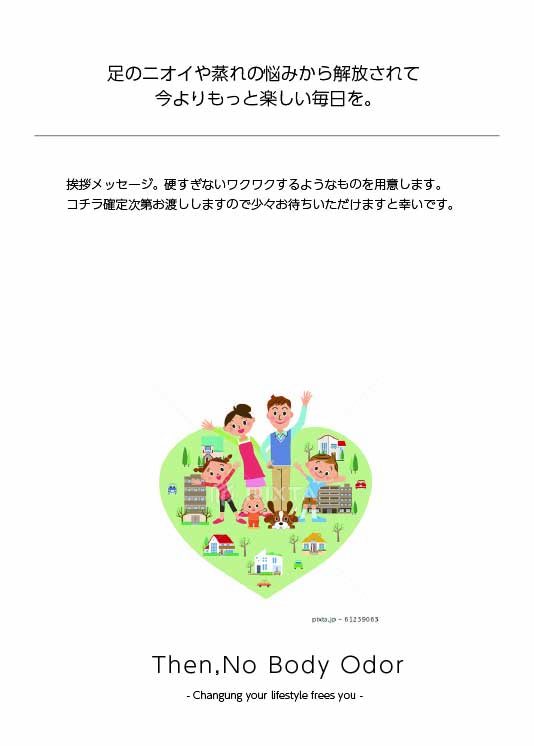 足のニオイや蒸れの悩みから解放されて
今よりもっと楽しい毎日を。
挨拶メッセージ。硬すぎないワクワクするようなものを用意します。
コチラ確定次第お渡ししますので少々お待ちいただけますと幸いです。
PIXTA
pixta.jp - 61239063
Then,No Body Odor
- Changung your lifestyle frees you -